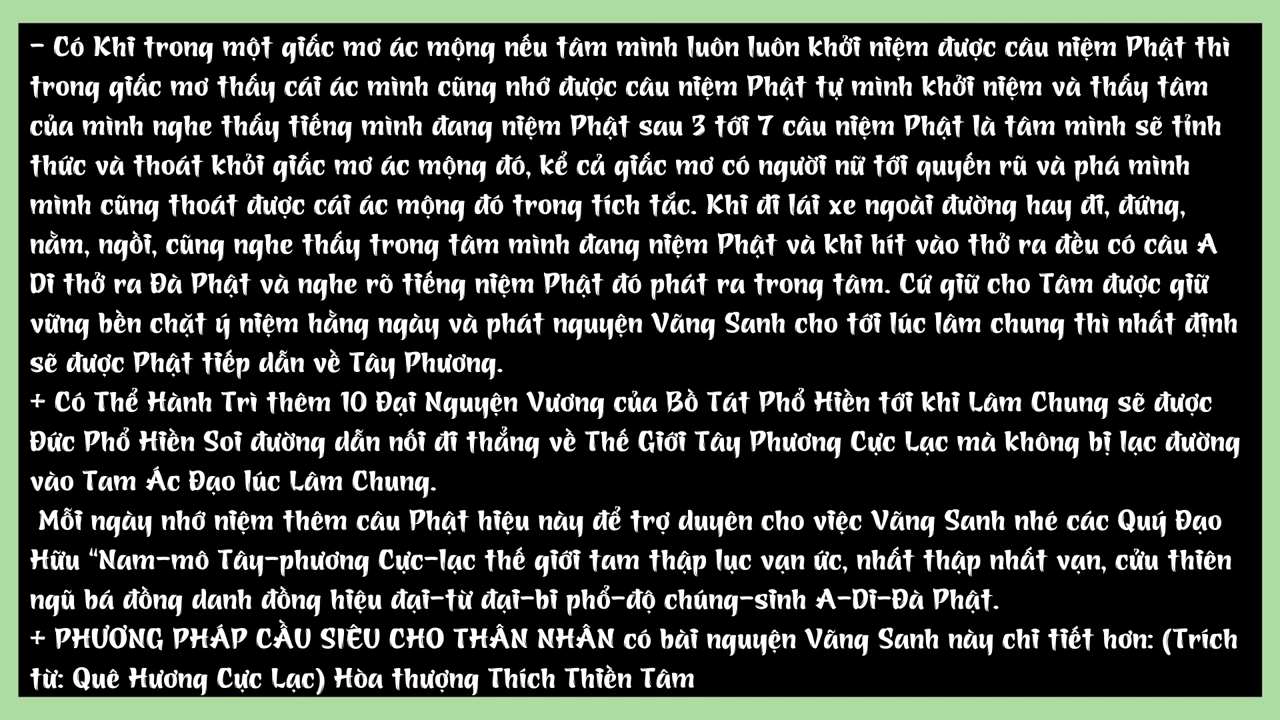 - Có Khi trong một giấc mơ ác mộng nếu tâm mình luôn luôn khởi niệm được câu niệm Phật thì
trong giấc mơ thấy cái ác mình cũng nhớ được câu niệm Phật tự mình khởi niệm và thấy tâm
của mình nghe thấy tiếng mình đang niệm Phật sau 3 tới 7 câu niệm Phật là tâm mình sẽ tỉnh
thức và thoát khỏi giấc mơ ác mộng đó, kể cả giấc mơ có người nữ tới quyến rũ và phá mình
mình cũng thoát được cái ác mộng đó trong tích tắc. Khi đi lái xe ngoài đường hay đi, đứng,
nằm, ngồi, cũng nghe thấy trong tâm mình đang niệm Phật và khi hít vào thở ra đều có câu A
Di thở ra Đà Phật và nghe rõ tiếng niệm Phật đó phát ra trong tâm. Cứ giữ cho Tâm được giữ
vững bền chặt ý niệm hằng ngày và phát nguyện Vãng Sanh cho tới lúc lâm chung thì nhất định
sẽ được Phật tiếp dẫn về Tây Phương.
+ Có Thể Hành Trì thêm 10 Đại Nguyện Vương của Bồ Tát Phổ Hiền tới khi Lâm Chung sẽ được
Đức Phổ Hiền Soi đường dẫn nối đi thẳng về Thế Giới Tây Phương Cực Lạc mà không bị lạc đường
vào Tam Ác Đạo lúc Lâm Chung.
Mỗi ngày nhớ niệm thêm câu Phật hiệu này để trợ duyên cho việc Vãng Sanh nhé các Quý Đạo
Hữu "Nam-mô Tây-phương Cực-lạc thế giới tam thập lục vạn ức, nhất thập nhất vạn, cửu thiên
ngũ bá đồng danh đồng hiệu đại-từ đại-bi phổ-độ chúng-sinh A-Di-Đà Phật.
+ PHƯƠNG PHÁP CẦU SIÊU CHO THÂN NHÂN có bài nguyện Vãng Sanh này chi tiết hơn: (Trích
từ: Quê Hương Cực Lạc) Hòa thượng Thích Thiền Tâm